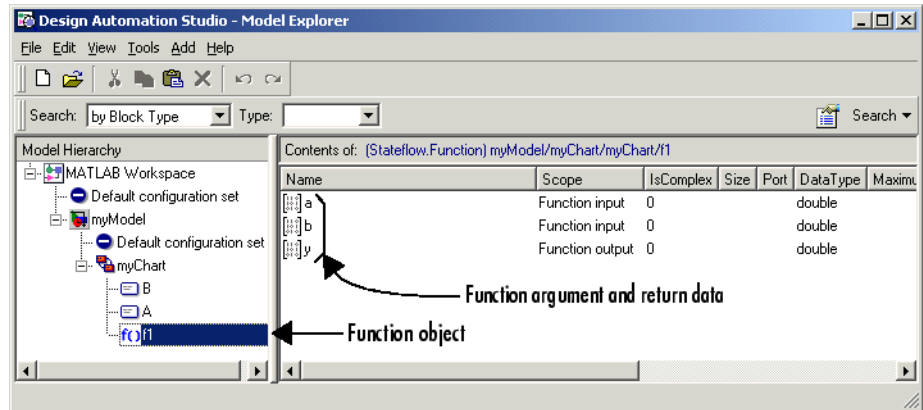 Design Automation Studio - Model Explorer
File Edit View Tools Add Help
Search: by Block Type Type: Search
Model Hierarchy
MATLAB Workspace
Default configuration set
myModel
Default configuration set
myChart
B
A
f() f1
Contents of: (Stateflow.Function) myModel/myChart/myChart/f1
Name Scope IsComplex Size Port DataType Maximu
a Function input 0 double
b Function input 0 double
y Function output 0 double
Function argument and return data
Function object